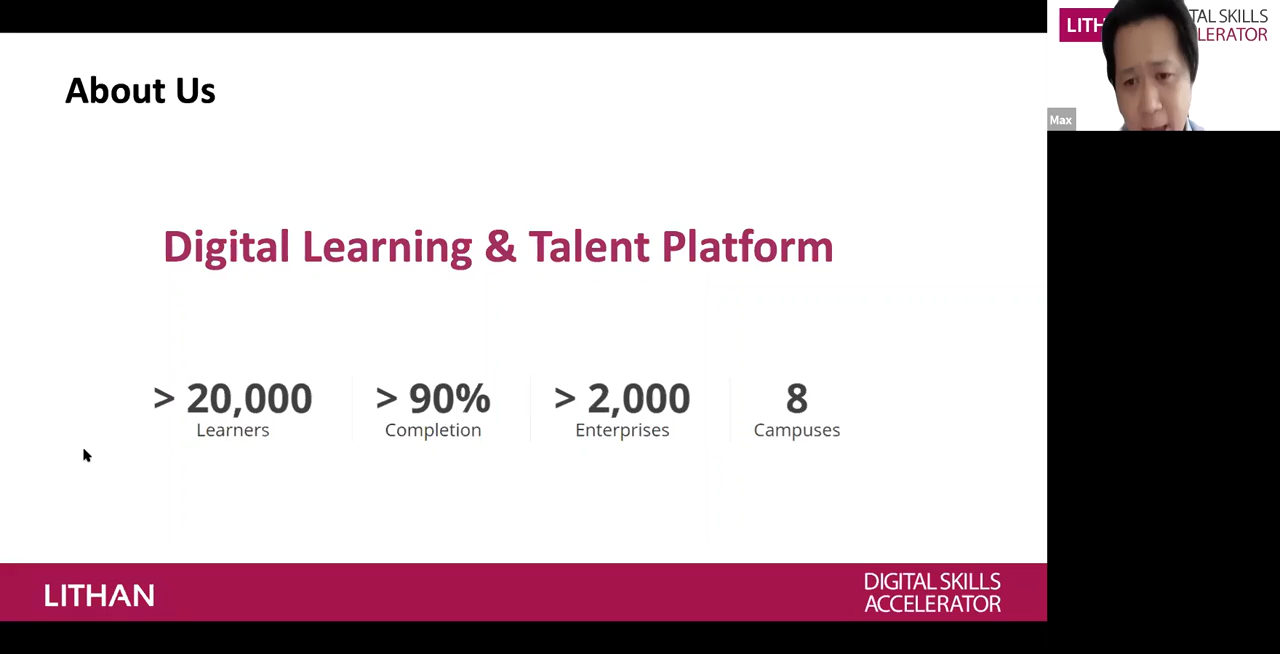 About Us
Digital Learning & Talent Platform
> 20,000
Learners
> 90%
Completion
> 2,000
Enterprises
8
Campuses
LITHAN
DIGITAL SKILLS
ACCELERATOR
LITH
TAL SKILLS
LERATOR
Max